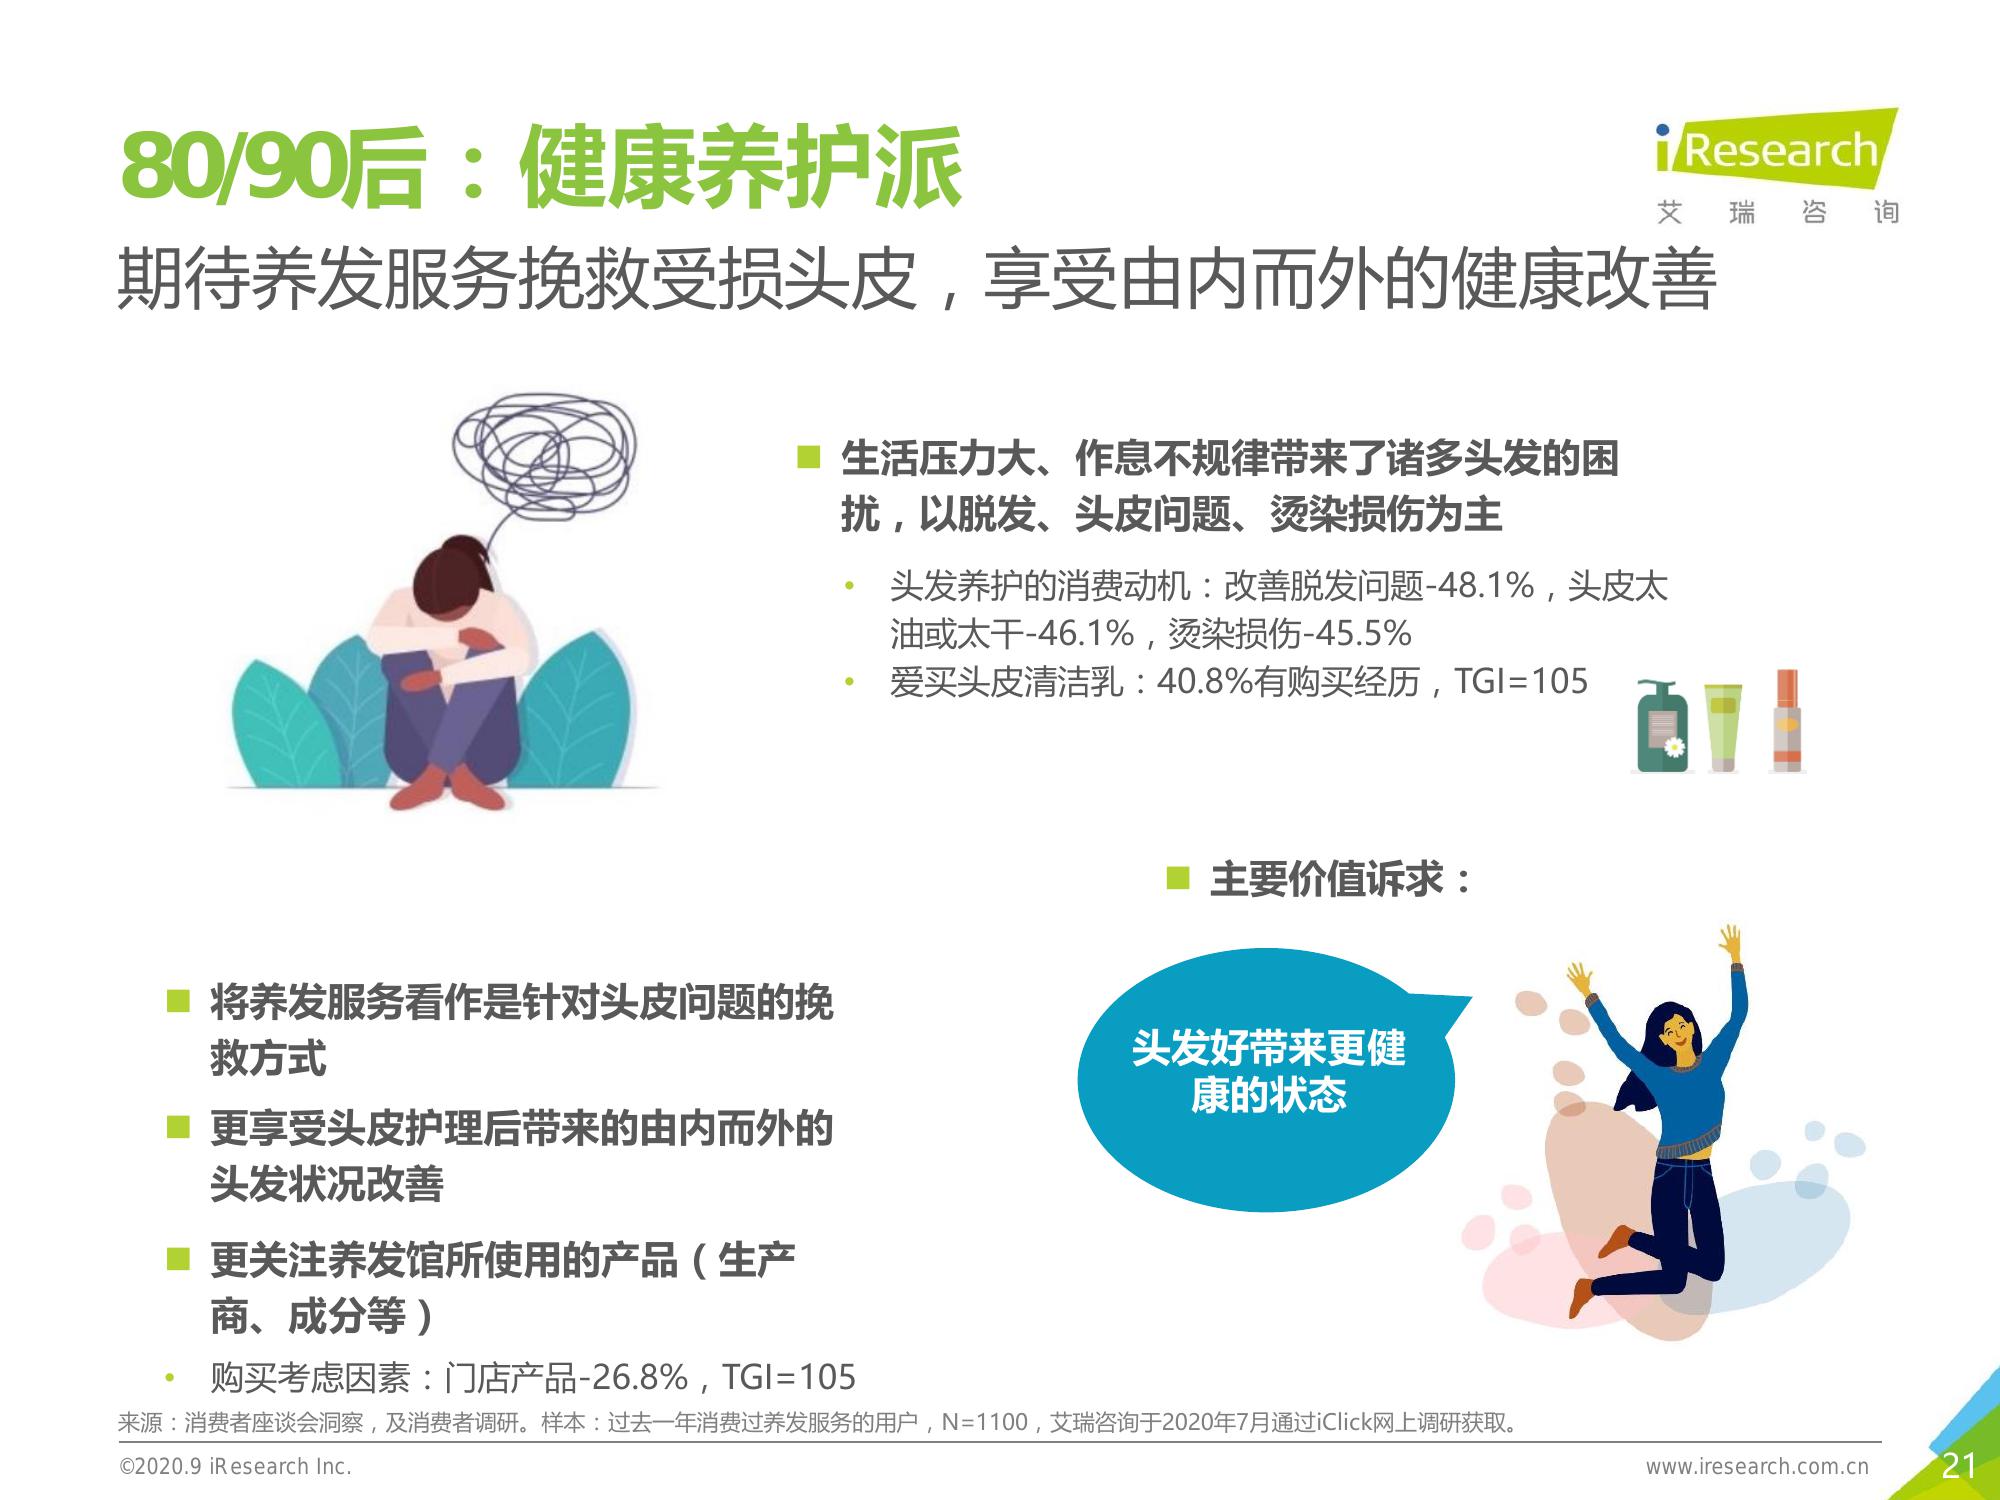 80/90后：健康养护派
iResearch
艾 瑞 咨 询
期待养发服务挽救受损头皮，享受由内而外的健康改善
■ 生活压力大、作息不规律带来了诸多头发的困
扰，以脱发、头皮问题、烫染损伤为主
• 头发养护的消费动机：改善脱发问题-48.1%，头皮太
油或太干-46.1%，烫染损伤-45.5%
• 爱买头皮清洁乳：40.8%有购买经历，TGI=105
■ 主要价值诉求：
头发好带来更健
康的状态
■ 将养发服务看作是针对头皮问题的挽
救方式
■ 更享受头皮护理后带来的由内而外的
头发状况改善
■ 更关注养发馆所使用的产品（生产
商、成分等）
• 购买考虑因素：门店产品-26.8%，TGI=105
来源：消费者座谈会洞察，及消费者调研。样本：过去一年消费过养发服务的用户，N=1100，艾瑞咨询于2020年7月通过iClick网上调研获取。
©2020.9 iResearch Inc.
www.iresearch.com.cn
21